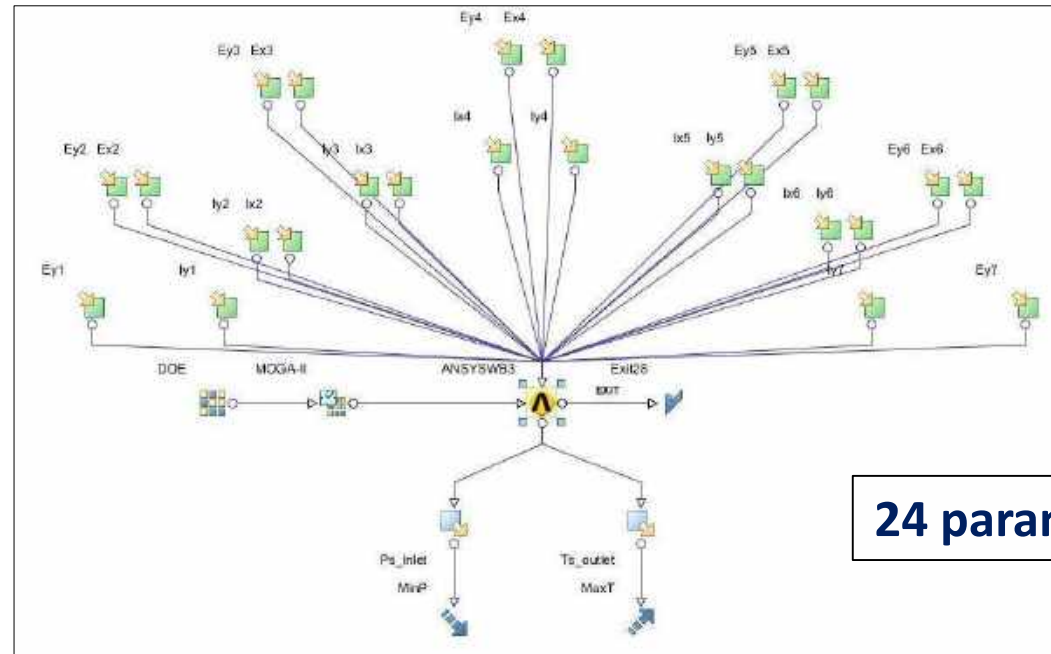 Ey4 Ex4
Ey3 Ex3
Ey5 Ex5
Ix4 Iy4
Iy3 Ix3
Ix5 Iy5
Ey2 Ex2
Ey6 Ex6
Iy2 Ix2
Ix6 Iy6
Ey1 Iy1
Iy7 Ey7
DOE MOGA-II ANSYSWB3 Exit28
EXIT
24 param
Ps_inlet Ts_outlet
MinP MaxT